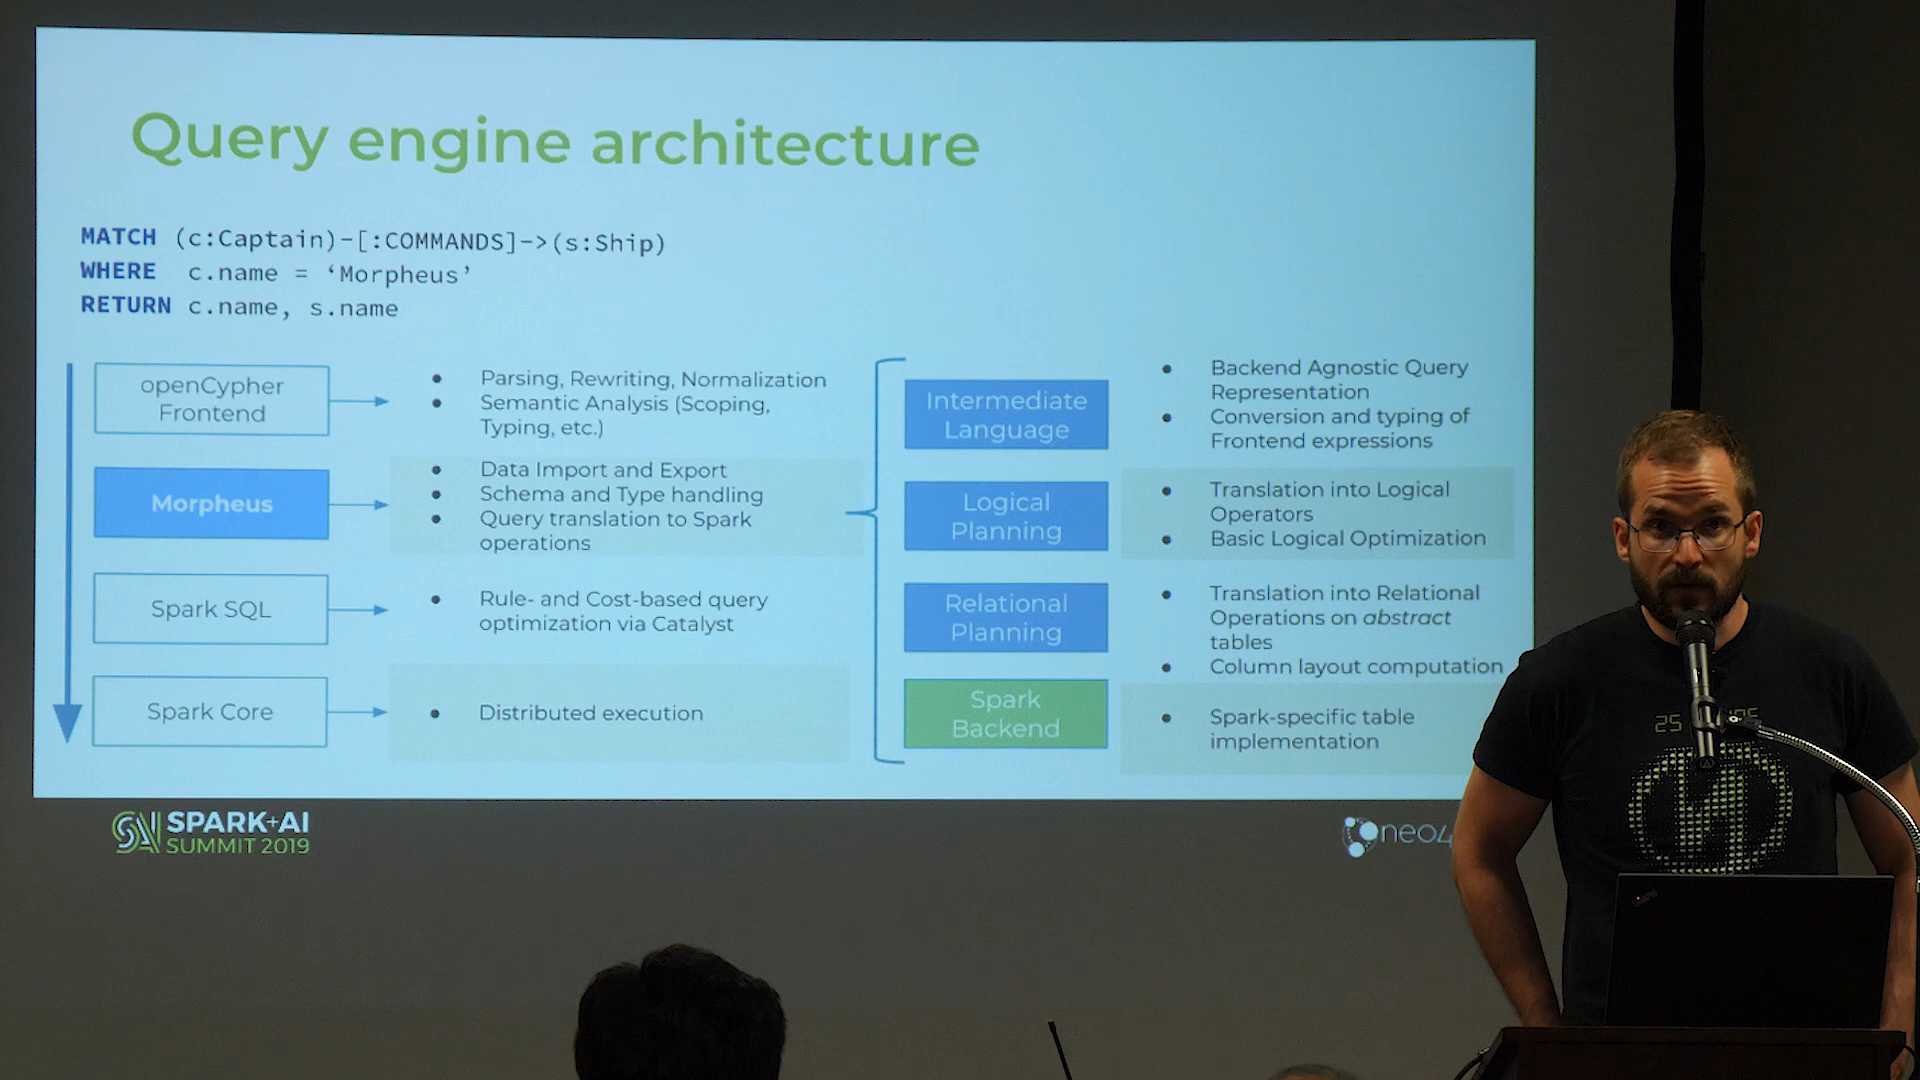 Query engine architecture
MATCH (c:Captain)-[:COMMANDS]->(s:Ship)
WHERE c.name = ‘Morpheus’
RETURN c.name, s.name
openCypher
Frontend
• Parsing, Rewriting, Normalization
• Semantic Analysis (Scoping,
Typing, etc.)
Morpheus
• Data Import and Export
• Schema and Type handling
• Query translation to Spark
operations
Spark SQL
• Rule- and Cost-based query
optimization via Catalyst
Spark Core
• Distributed execution
Intermediate
Language
• Backend Agnostic Query
Representation
• Conversion and typing of
Frontend expressions
Logical
Planning
• Translation into Logical
Operators
• Basic Logical Optimization
Relational
Planning
• Translation into Relational
Operations on abstract
tables
• Column layout computation
Spark
Backend
• Spark-specific table
implementation
SPARK+AI
SUMMIT 2019
neo4
25